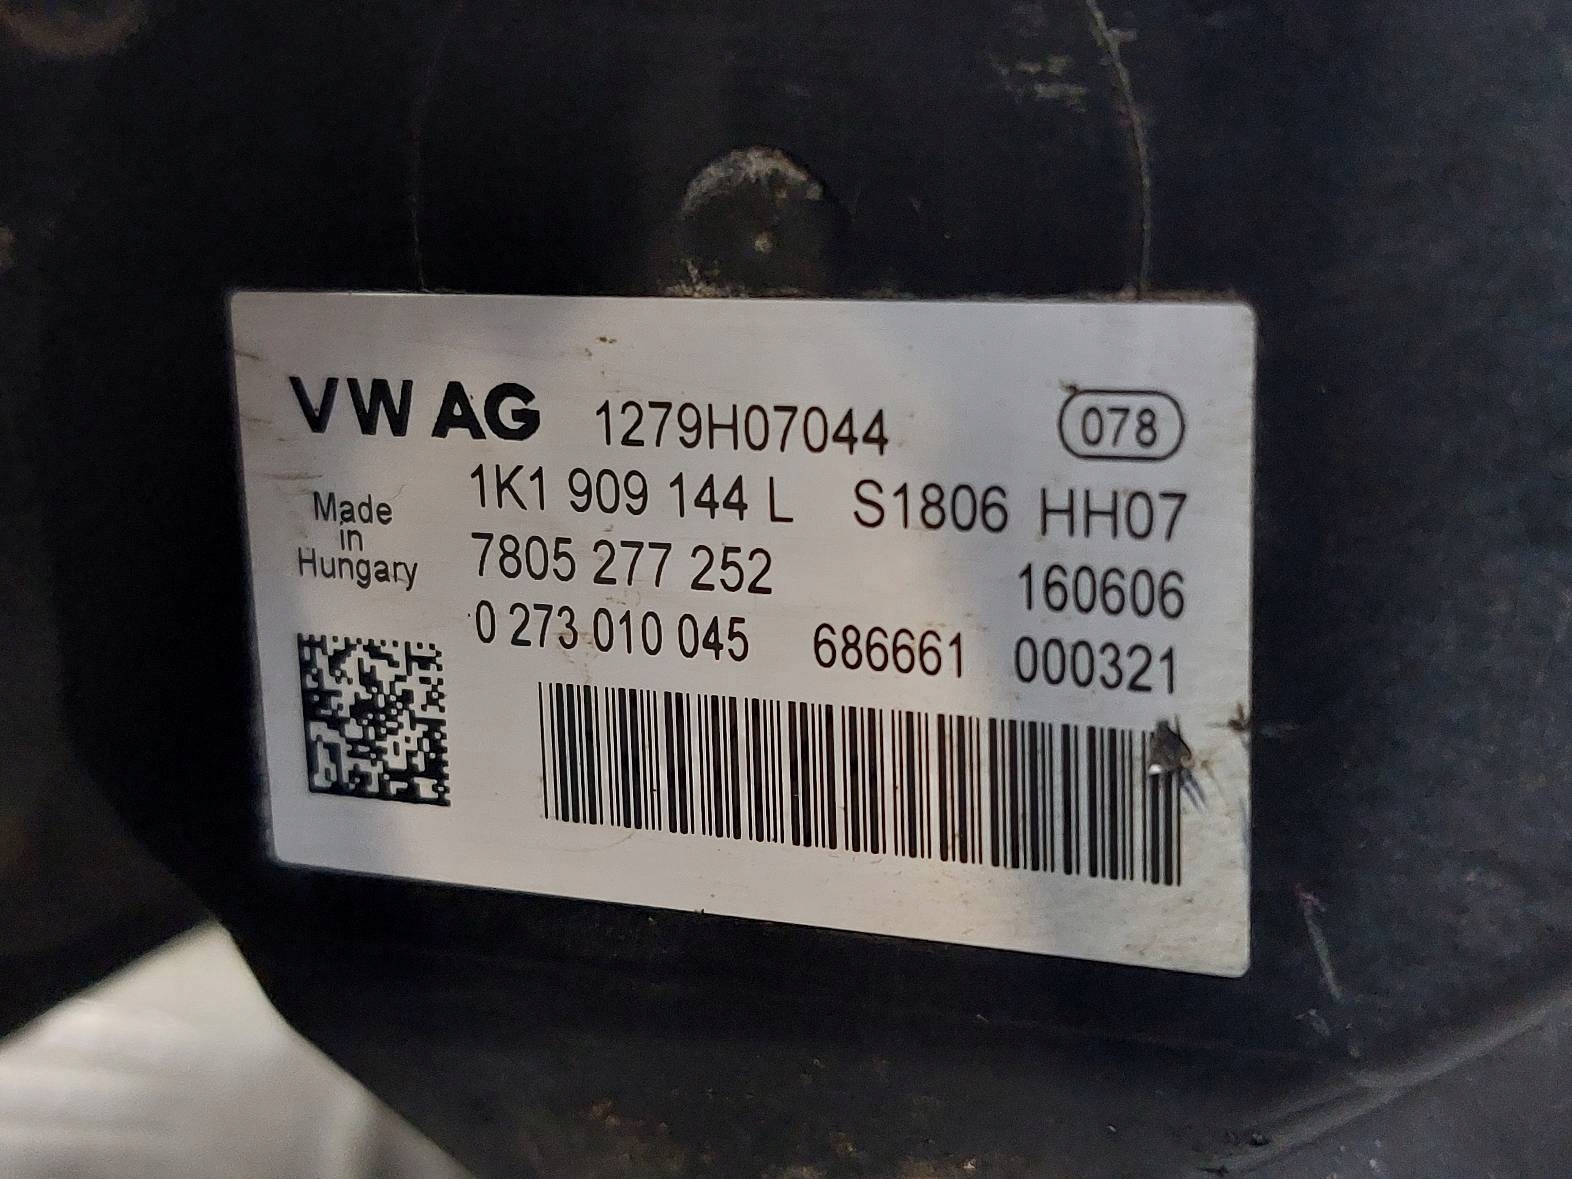 VW AG 1279H07044 078
1K1 909 144 L S1806 HH07
Made
in
Hungary
7805 277 252 160606
0 273 010 045 686661 000321